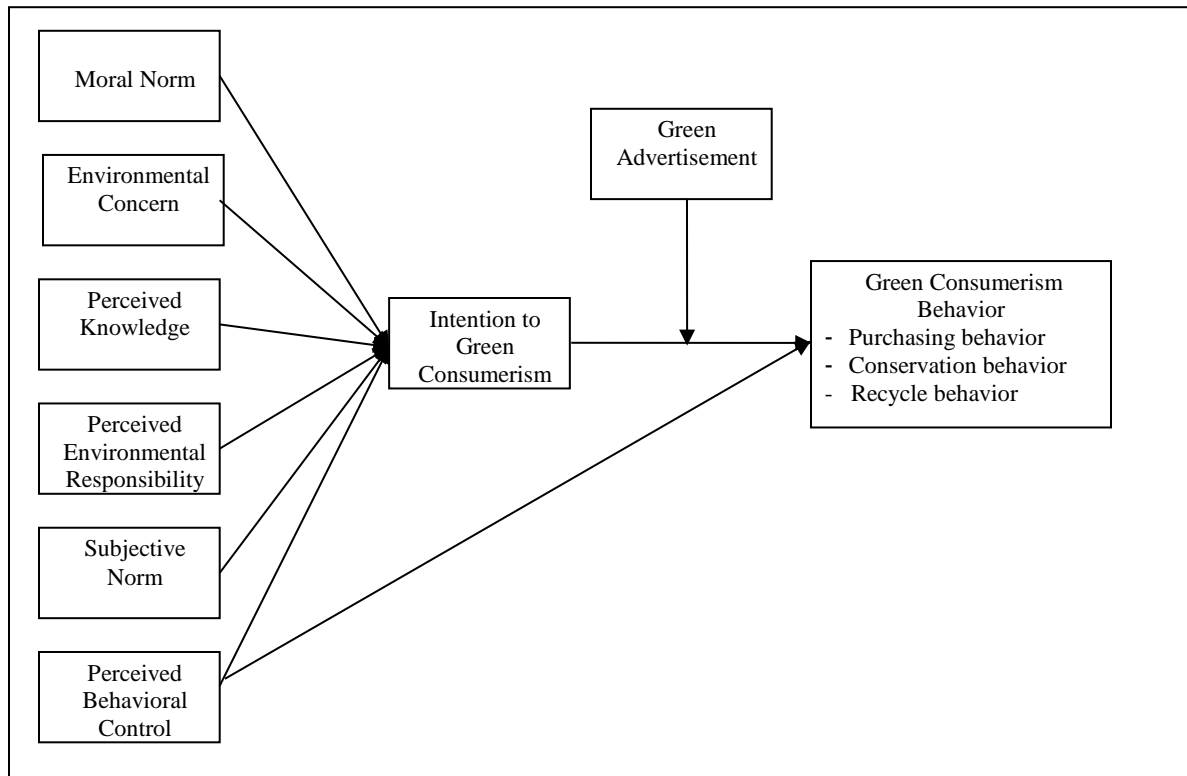 Moral Norm
Environmental
Concern
Perceived
Knowledge
Perceived
Environmental
Responsibility
Subjective
Norm
Perceived
Behavioral
Control
Intention to
Green
Consumerism
Green
Advertisement
Green Consumerism
Behavior
- Purchasing behavior
- Conservation behavior
- Recycle behavior